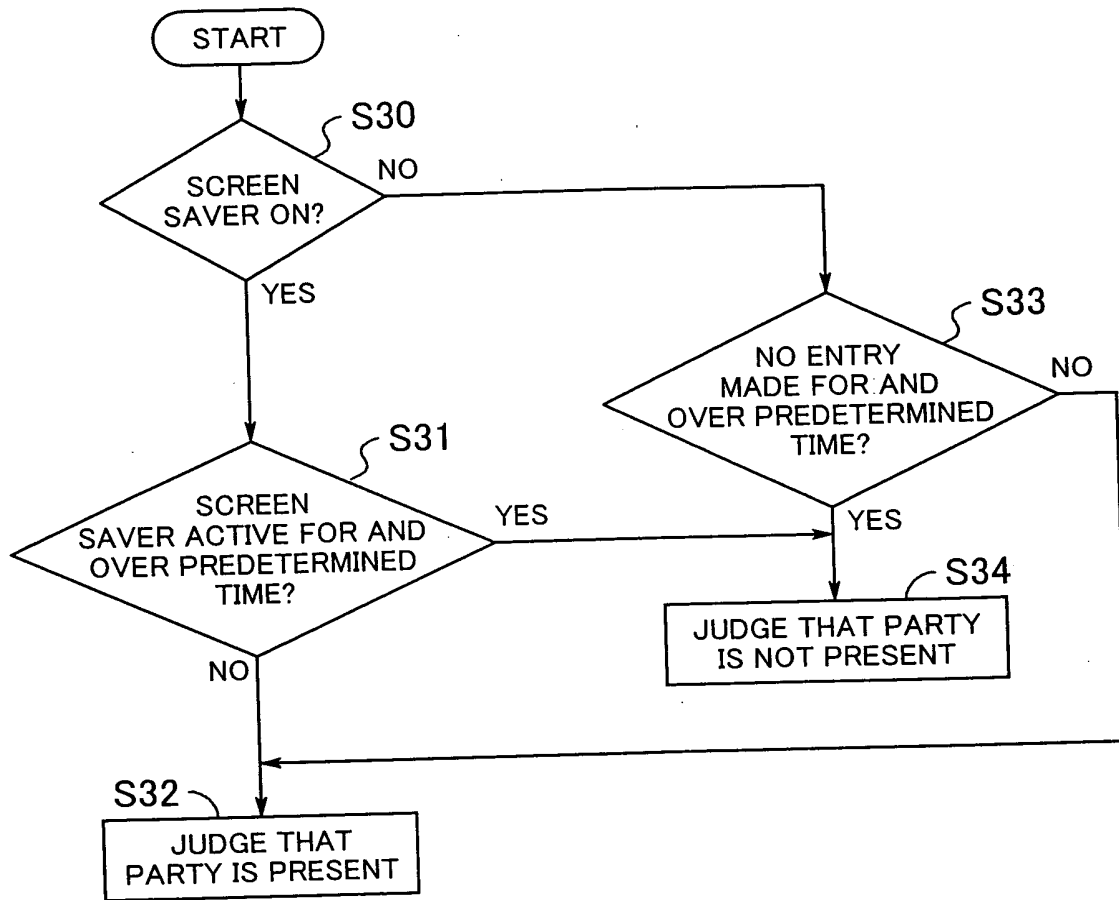 START
S30
SCREEN
SAVER ON?
NO
YES
S33
NO ENTRY
MADE FOR AND
OVER PREDETERMINED
TIME?
NO
YES
S31
SCREEN
SAVER ACTIVE FOR AND
OVER PREDETERMINED
TIME?
YES
NO
S34
JUDGE THAT PARTY
IS NOT PRESENT
S32
JUDGE THAT
PARTY IS PRESENT